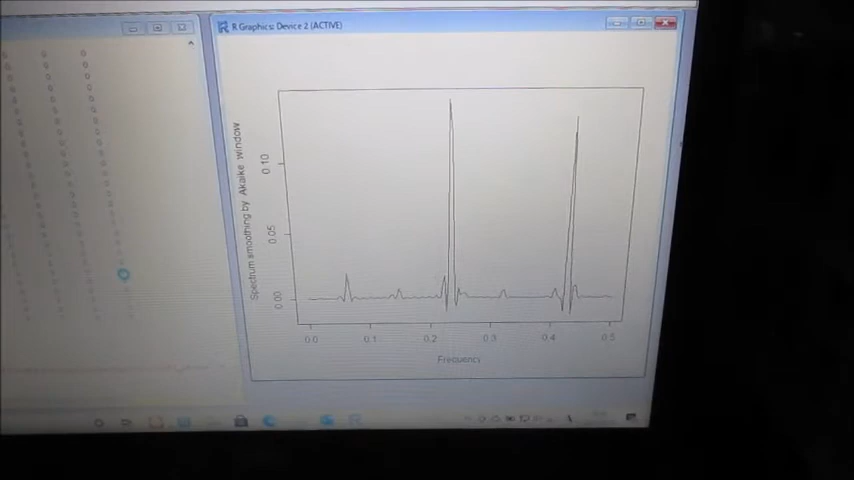 R Graphics: Device 2 (ACTIVE)
Spectrum smoothing by Akaike window
0.10
0.05
0.00
0.0 0.1 0.2 0.3 0.4 0.5
Frequency